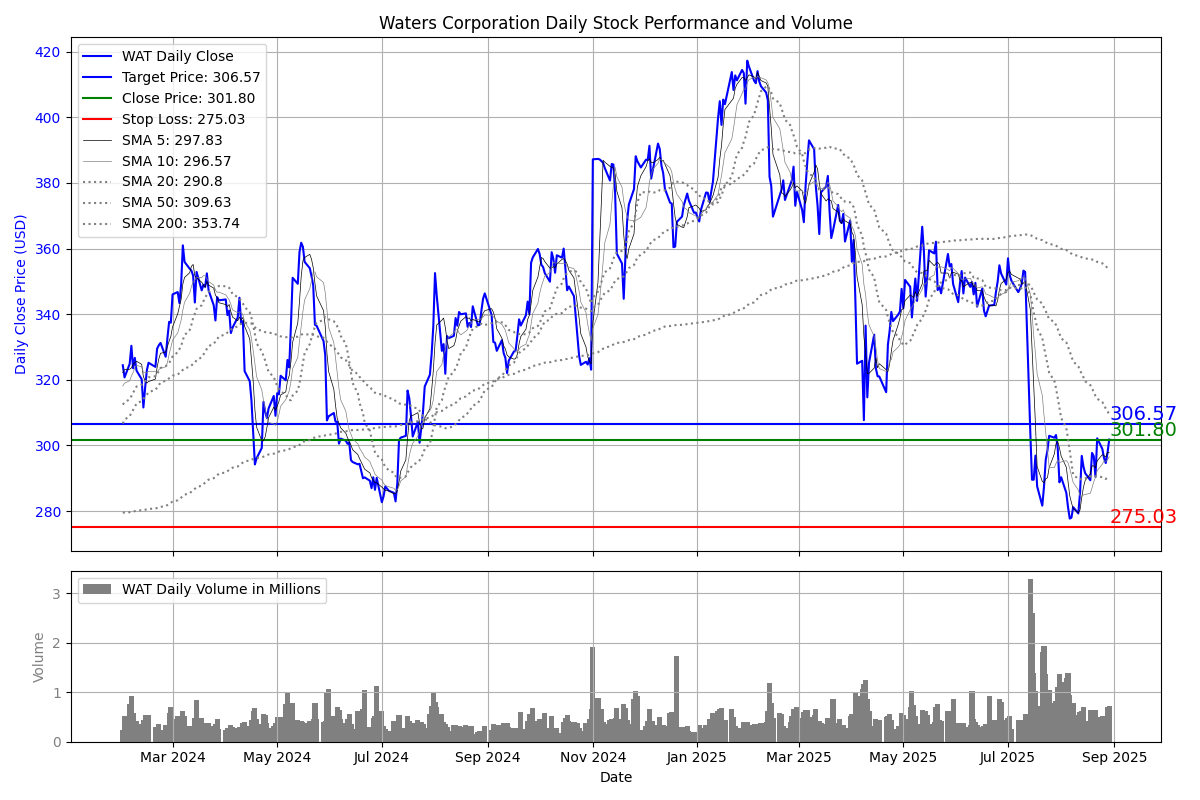 Waters Corporation Daily Stock Performance and Volume
WAT Daily Close
Target Price: 306.57
Close Price: 301.80
Stop Loss: 275.03
SMA 5: 297.83
SMA 10: 296.57
SMA 20: 290.8
SMA 50: 309.63
SMA 200: 353.74
Daily Close Price (USD)
420
400
380
360
340
320
300
280
306.57
301.80
275.03
WAT Daily Volume in Millions
Volume
3
2
1
0
Mar 2024 May 2024 Jul 2024 Sep 2024 Nov 2024 Jan 2025 Mar 2025 May 2025 Jul 2025 Sep 2025
Date